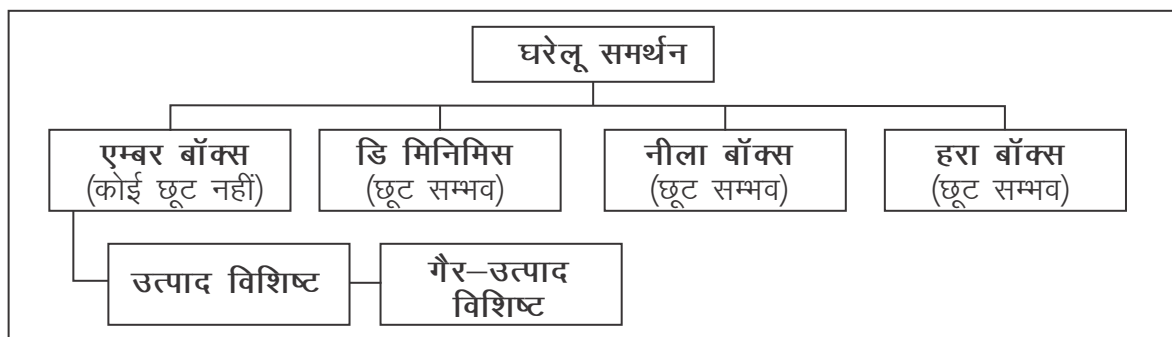 घरेलू समर्थन
एम्बर बॉक्स
(कोई छूट नहीं)
डि मिनिमिस
(छूट सम्भव)
नीला बॉक्स
(छूट सम्भव)
हरा बॉक्स
(छूट सम्भव)
उत्पाद विशिष्ट
गैर–उत्पाद
विशिष्ट